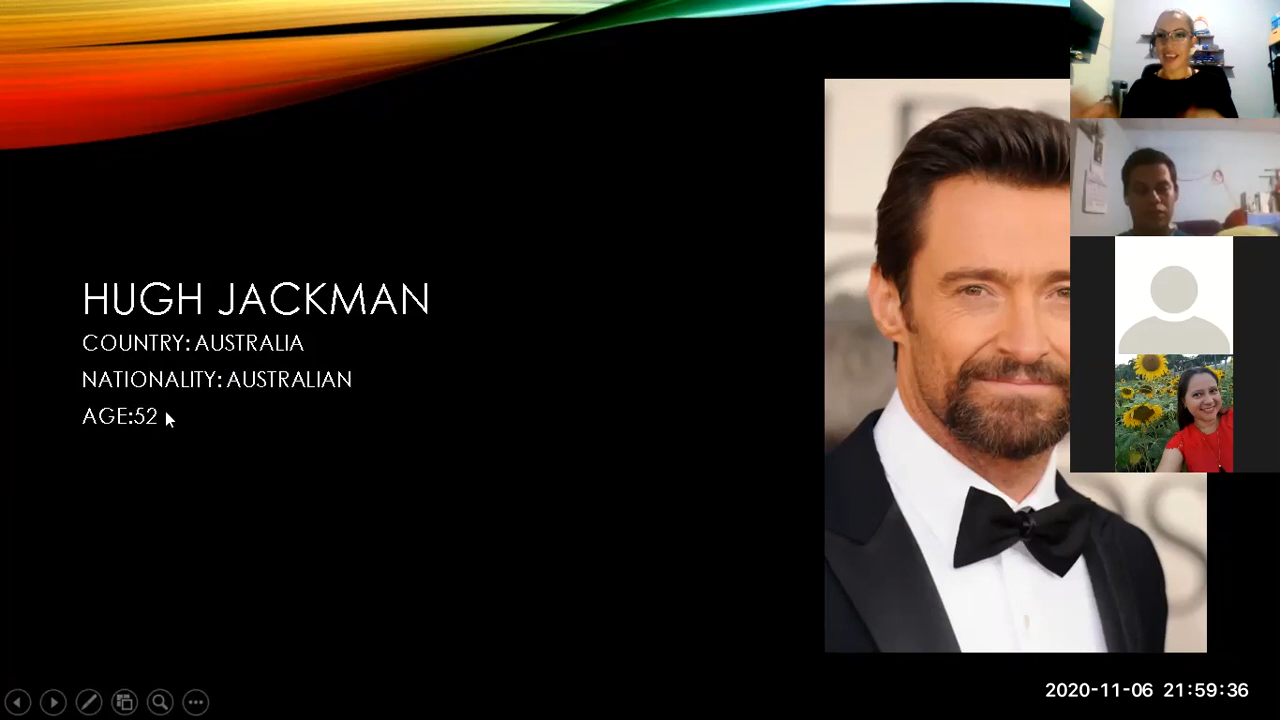 HUGH JACKMAN
COUNTRY: AUSTRALIA
NATIONALITY: AUSTRALIAN
AGE:52
2020-11-06 21:59:36